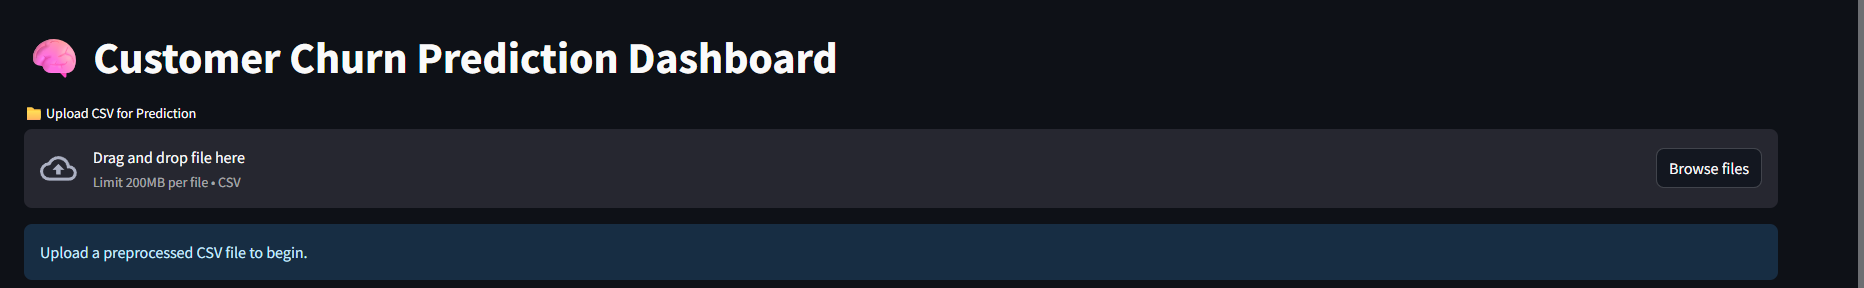 🧠 Customer Churn Prediction Dashboard
📁 Upload CSV for Prediction
Drag and drop file here
Limit 200MB per file • CSV
Browse files
Upload a preprocessed CSV file to begin.